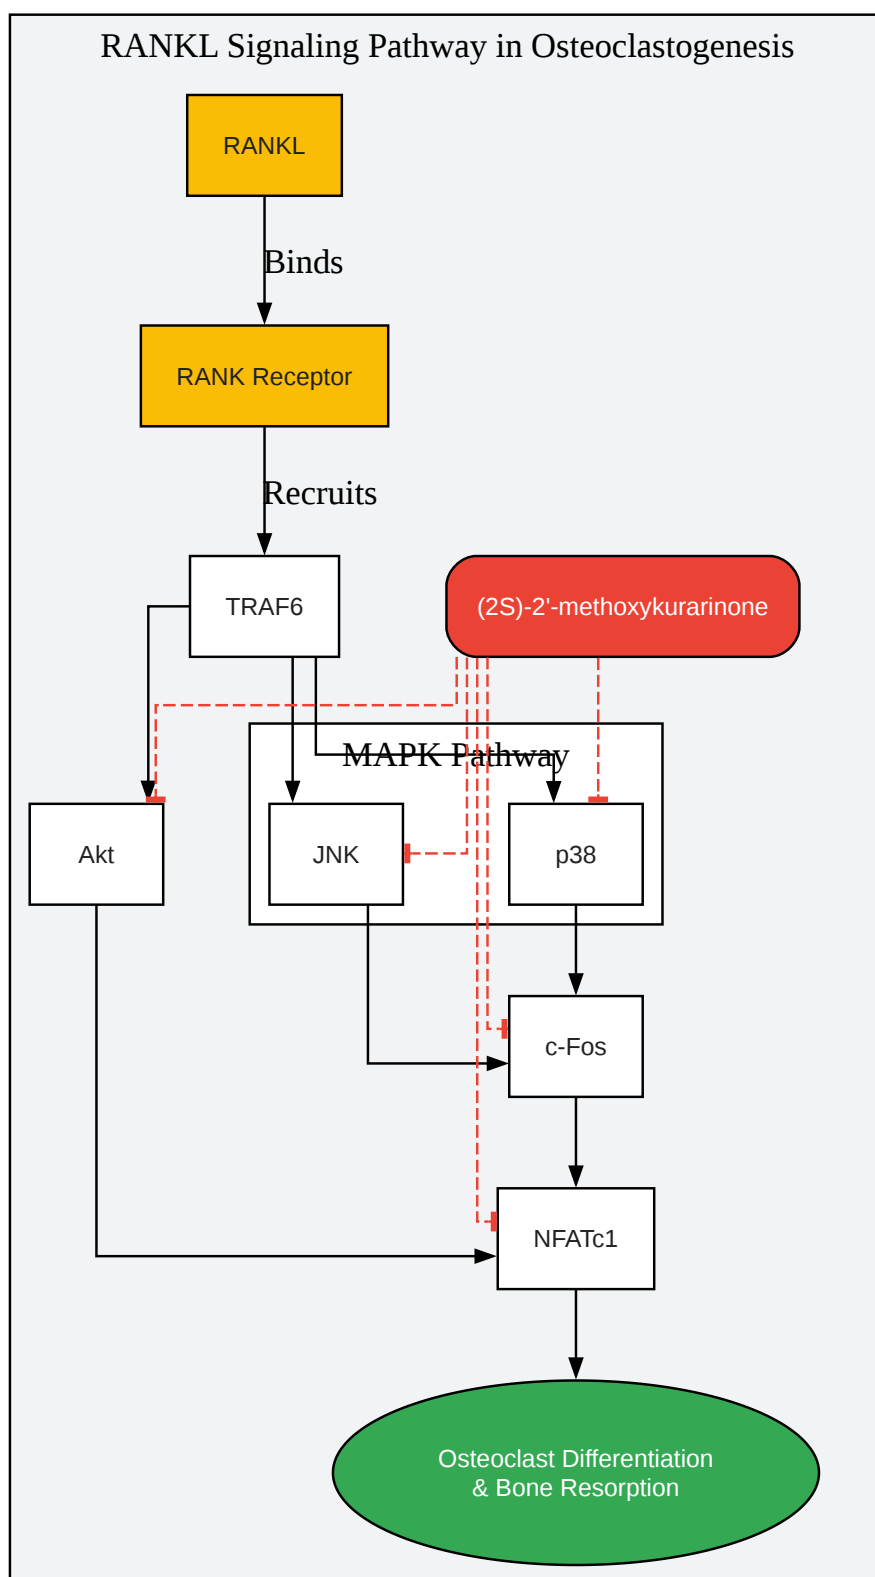 RANKL Signaling Pathway in Osteoclastogenesis
RANKL
Binds
RANK Receptor
Recruits
TRAF6
(2S)-2'-methoxykurarinone
MAPK Pathway
Akt
JNK
p38
c-Fos
NFATc1
Osteoclast Differentiation
& Bone Resorption